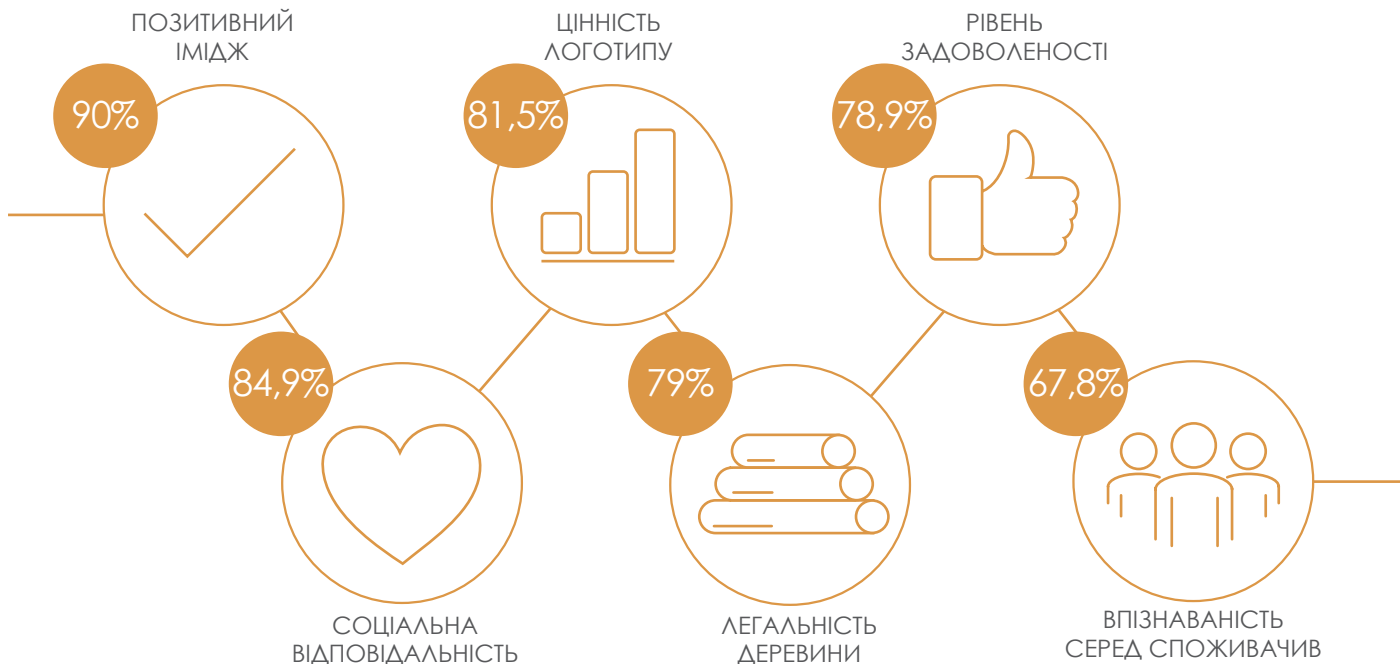 ПОЗИТИВНИЙ
ІМІДЖ
90%
ЦІННІСТЬ
ЛОГОТИПУ
81,5%
РІВЕНЬ
ЗАДОВОЛЕНОСТІ
78,9%
84,9%
СОЦІАЛЬНА
ВІДПОВІДАЛЬНІСТЬ
79%
ЛЕГАЛЬНІСТЬ
ДЕРЕВИНИ
67,8%
ВПІЗНАВАНІСТЬ
СЕРЕД СПОЖИВАЧИВ